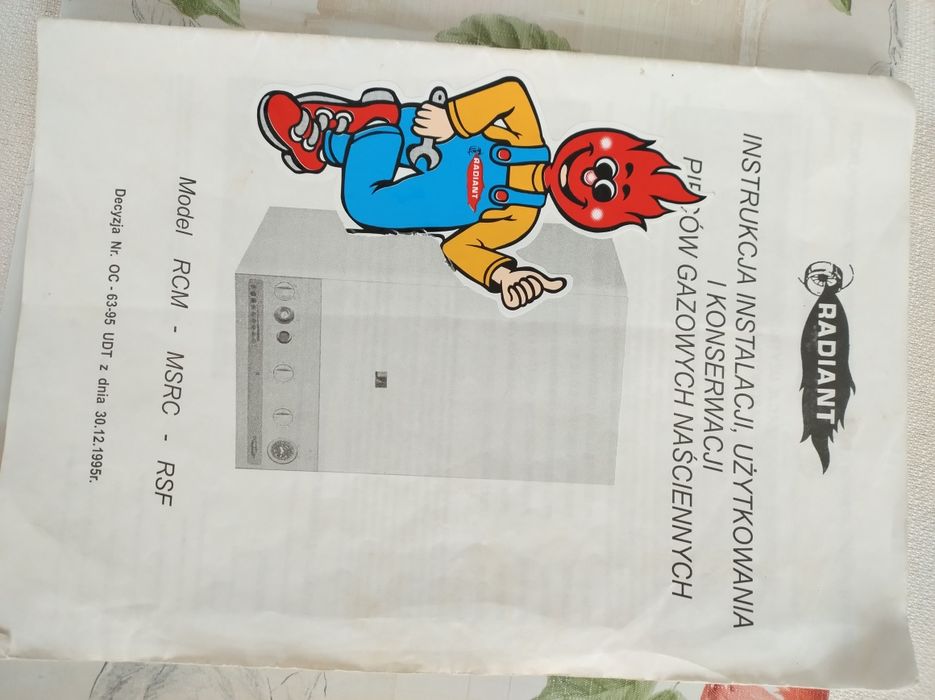 RADIANT
INSTRUKCJA INSTALACJI, UŻYTKOWANIA
I KONSERWACJI
GAZOWYCH NAŚCIENNYCH
RADIANT
Model RCM - MSRC - RSF
Decyzja Nr. OC - 63-95 UDT z dnia 30.12.1995r.